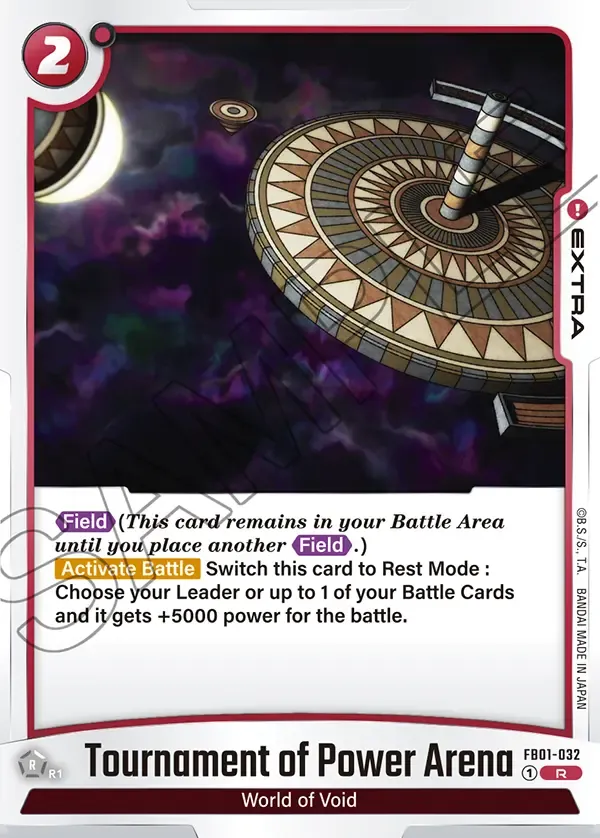 2
! EXTRA
SAMPLE
Field (This card remains in your Battle Area
until you place another Field.)
Activate Battle Switch this card to Rest Mode :
Choose your Leader or up to 1 of your Battle Cards
and it gets +5000 power for the battle.
©B.S./S., T.A. BANDAI MADE IN JAPAN
R R1
Tournament of Power Arena
FB01-032
1 R
World of Void